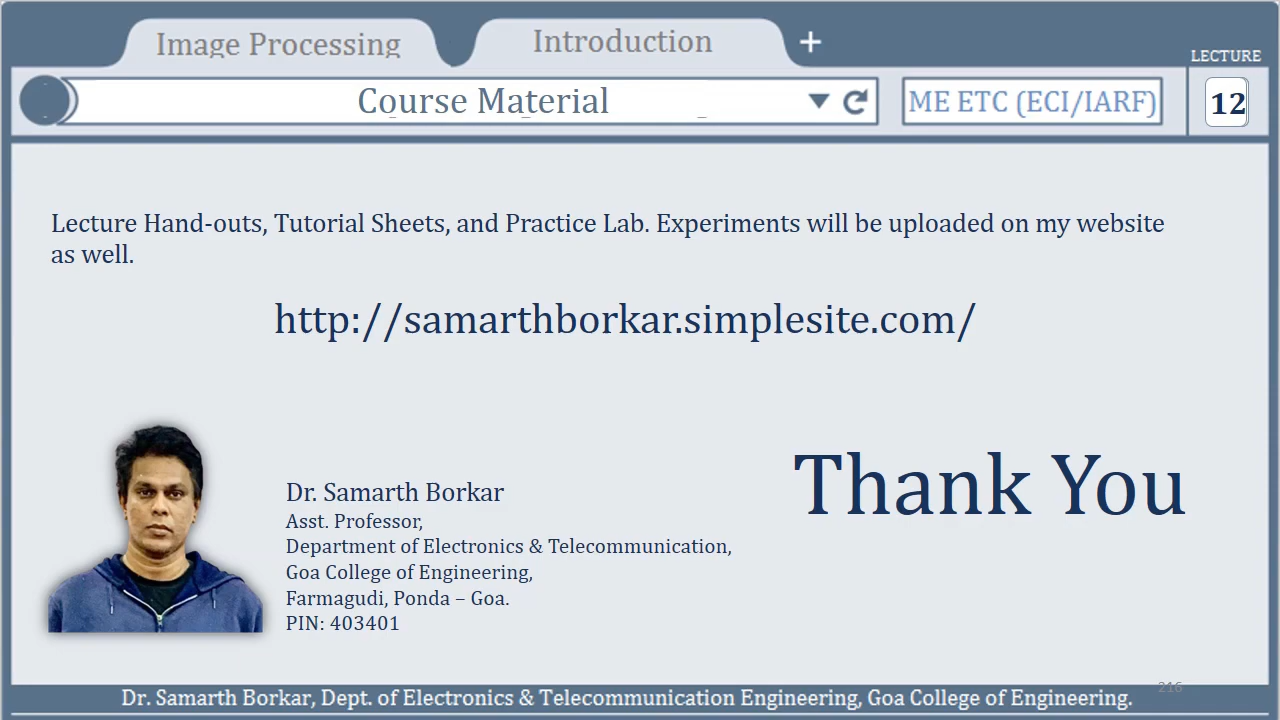 Image Processing
Introduction
+
LECTURE
Course Material
ME ETC (ECI/IARF)
12
Lecture Hand-outs, Tutorial Sheets, and Practice Lab. Experiments will be uploaded on my website
as well.
http://samarthborkar.simplesite.com/
Thank You
Dr. Samarth Borkar
Asst. Professor,
Department of Electronics & Telecommunication,
Goa College of Engineering,
Farmagudi, Ponda – Goa.
PIN: 403401
216
Dr. Samarth Borkar, Dept. of Electronics & Telecommunication Engineering, Goa College of Engineering.